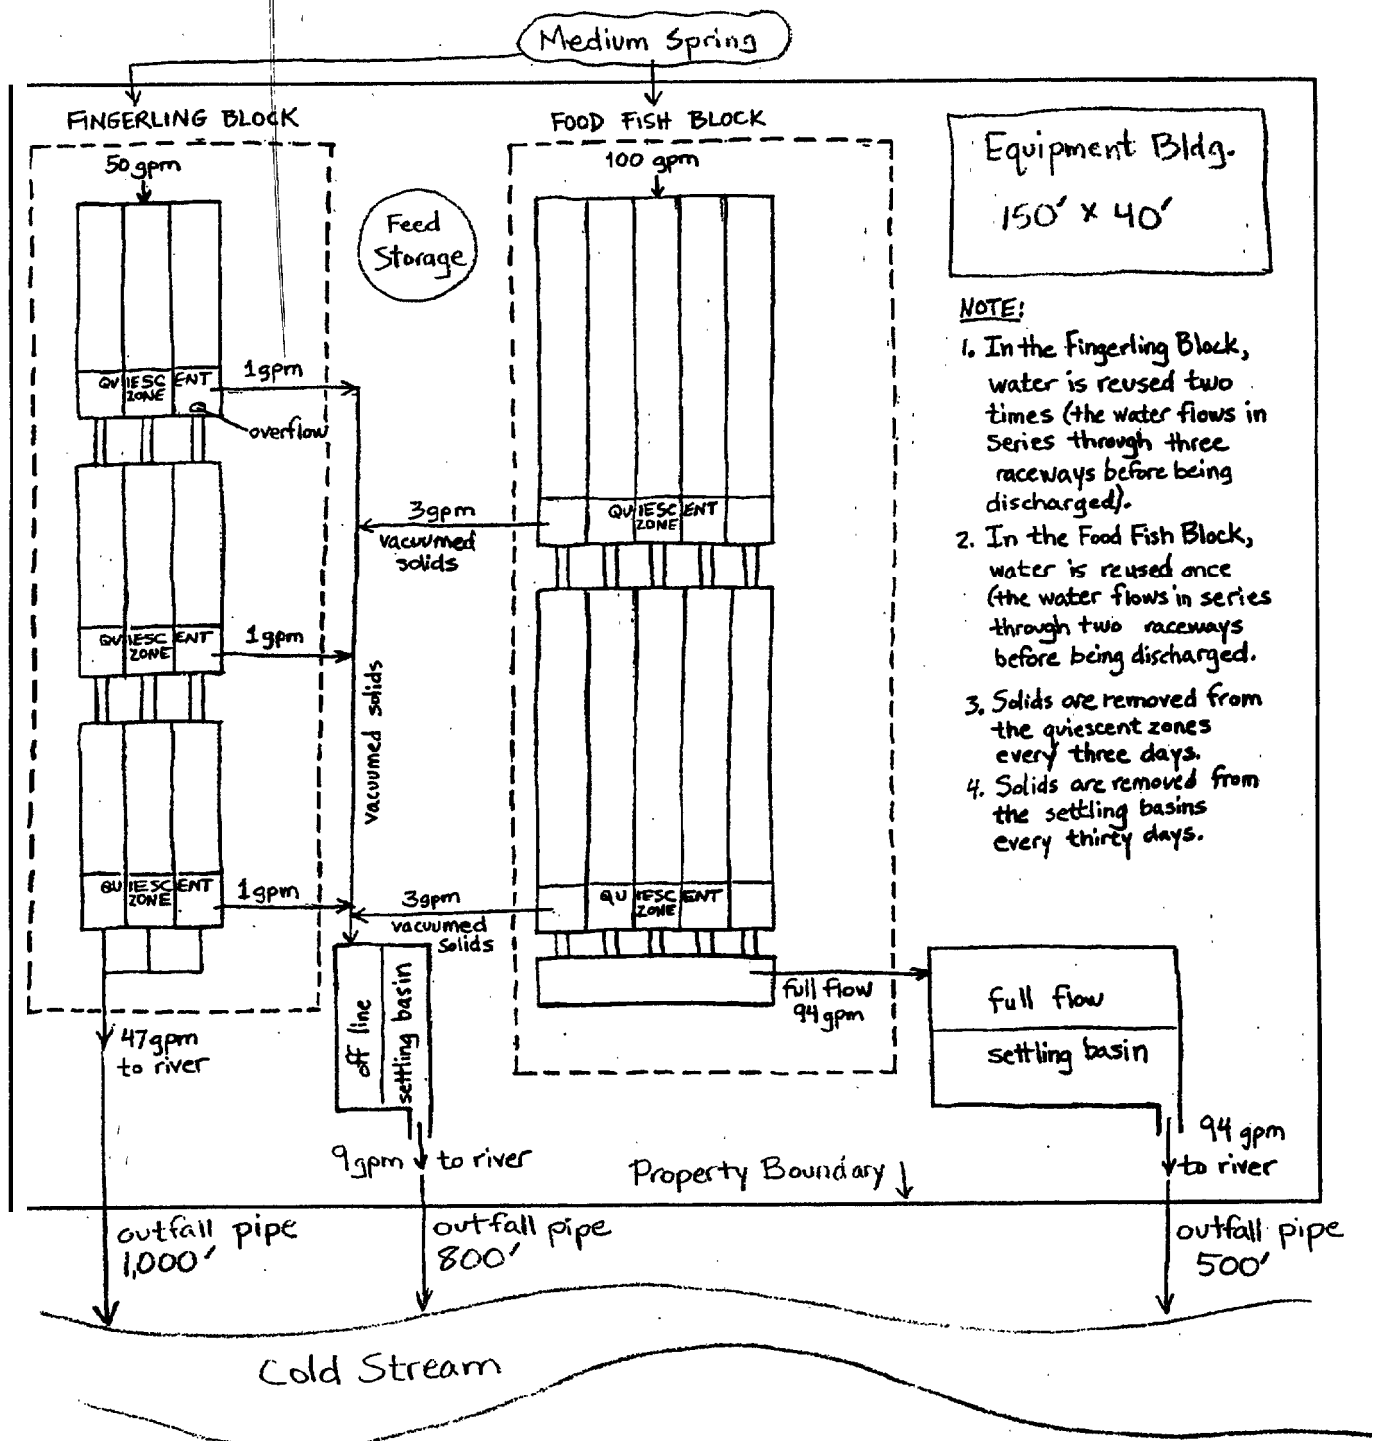 Medium Spring
FINGERLING BLOCK
50gpm
QUIESCENT
ZONE
1gpm
overflow
QUIESCENT
ZONE
1gpm
QUIESCENT
ZONE
1gpm
47gpm
to river
outfall pipe
1,000'
Feed
Storage
vacuumed solids
FOOD FISH BLOCK
100 gpm
QUIESCENT
ZONE
3gpm
vacuumed
solids
QUIESCENT
ZONE
3gpm
vacuumed
solids
off line
settling basin
9gpm to river
outfall pipe
800'
full flow
94gpm
full flow
settling basin
94 gpm
to river
outfall pipe
500'
Equipment Bldg.
150' x 40'
NOTE:
1. In the Fingerling Block,
water is reused two
times (the water flows in
series through three
raceways before being
discharged).
2. In the Food Fish Block,
water is reused once
(the water flows in series
through two raceways
before being discharged.
3. Solids are removed from
the quiescent zones
every three days.
4. Solids are removed from
the settling basins
every thirty days.
Property Boundary
Cold Stream